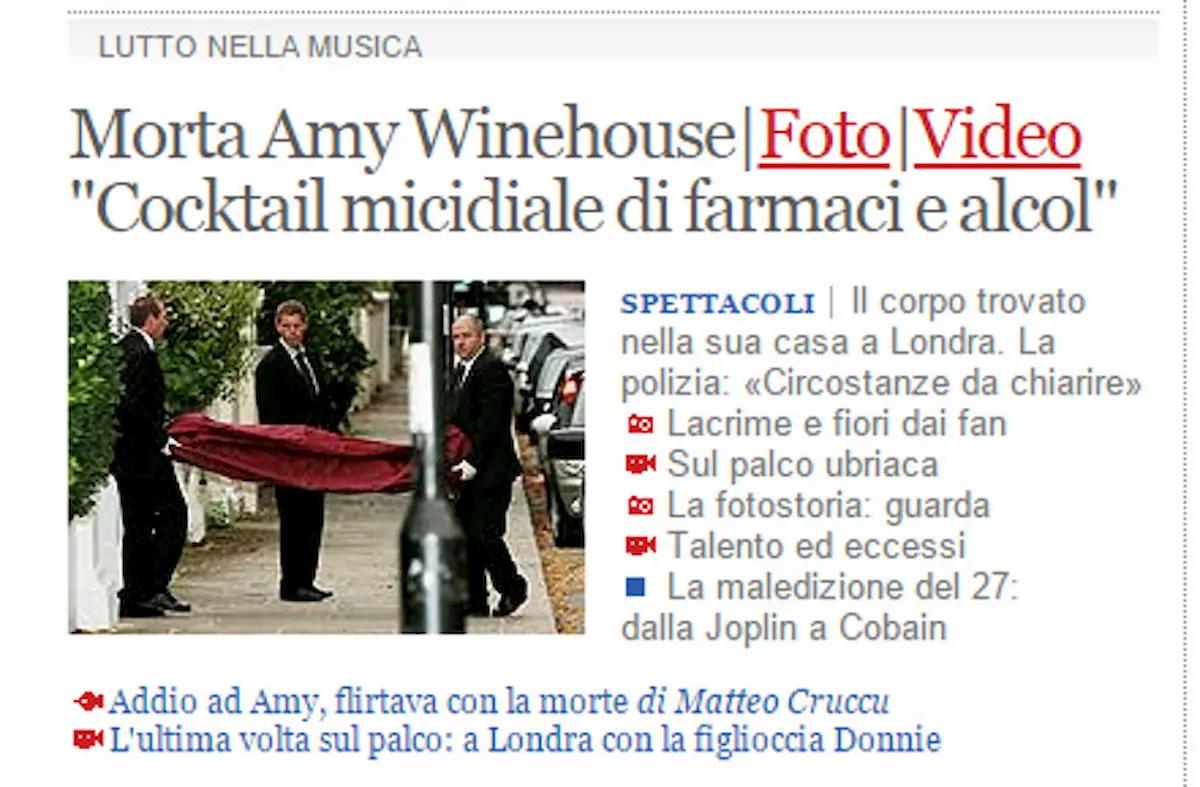 LUTTO NELLA MUSICA
Morta Amy Winehouse|Foto|Video
"Cocktail micidiale di farmaci e alcol"
SPETTACOLI | Il corpo trovato
nella sua casa a Londra. La
polizia: «Circostanze da chiarire»
Lacrime e fiori dai fan
Sul palco ubriaca
La fotostoria: guarda
Talento ed eccessi
La maledizione del 27:
dalla Joplin a Cobain
Addio ad Amy, flirtava con la morte di Matteo Cruccu
L'ultima volta sul palco: a Londra con la figlioccia Donnie